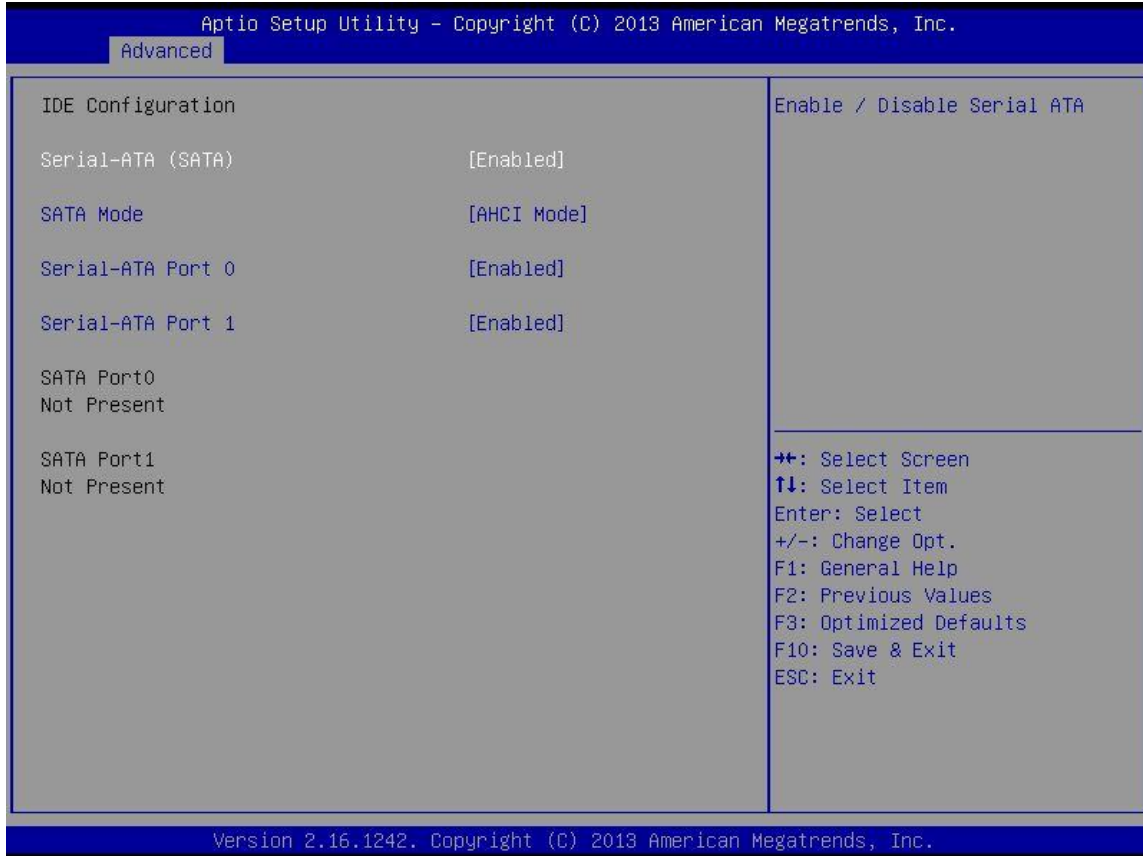 Aptio Setup Utility – Copyright (C) 2013 American Megatrends, Inc.
Advanced
IDE Configuration
Serial-ATA (SATA) [Enabled]
SATA Mode [AHCI Mode]
Serial-ATA Port 0 [Enabled]
Serial-ATA Port 1 [Enabled]
SATA Port0
Not Present
SATA Port1
Not Present
Enable / Disable Serial ATA
→←: Select Screen
↑↓: Select Item
Enter: Select
+/-: Change Opt.
F1: General Help
F2: Previous Values
F3: Optimized Defaults
F10: Save & Exit
ESC: Exit
Version 2.16.1242. Copyright (C) 2013 American Megatrends, Inc.